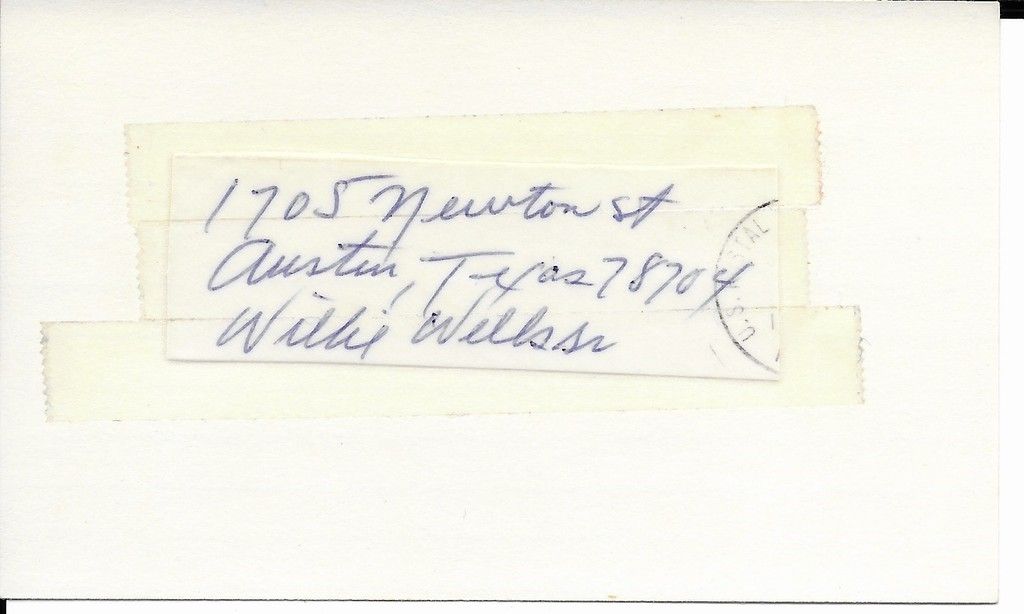 1705 Newton st
Austin, Texas 78704
Willie Wells sr
U.S.